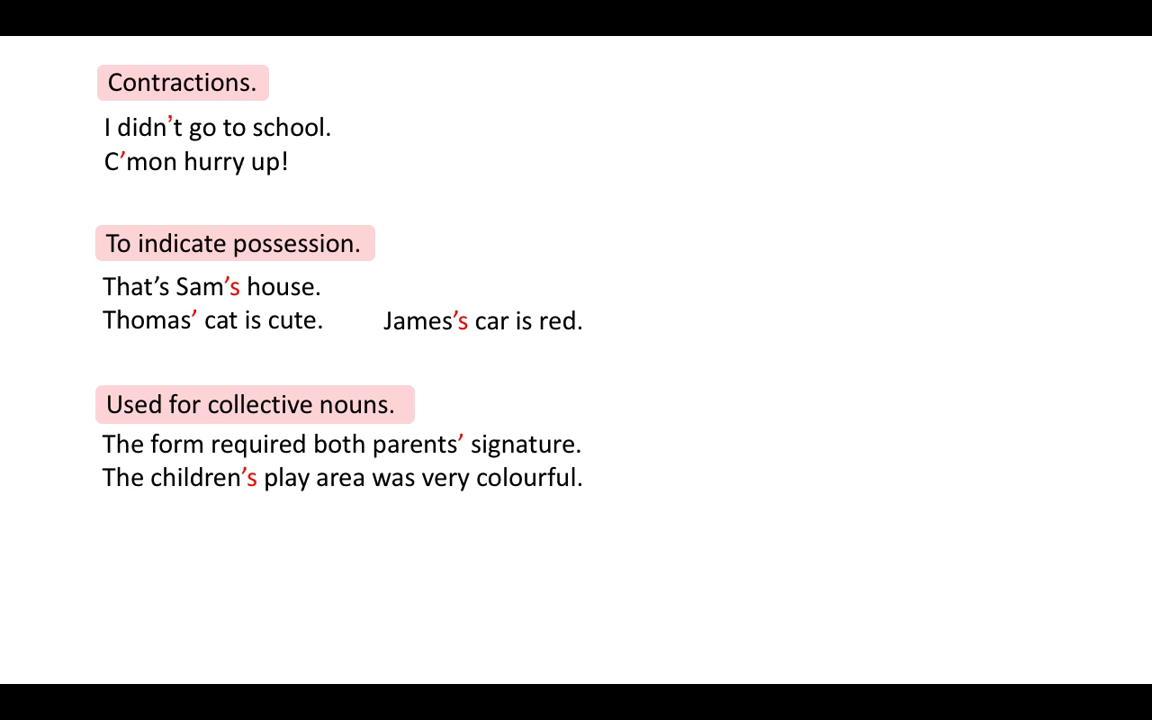 Contractions.
I didn’t go to school.
C’mon hurry up!
To indicate possession.
That’s Sam’s house.
Thomas’ cat is cute.
James’s car is red.
Used for collective nouns.
The form required both parents’ signature.
The children’s play area was very colourful.